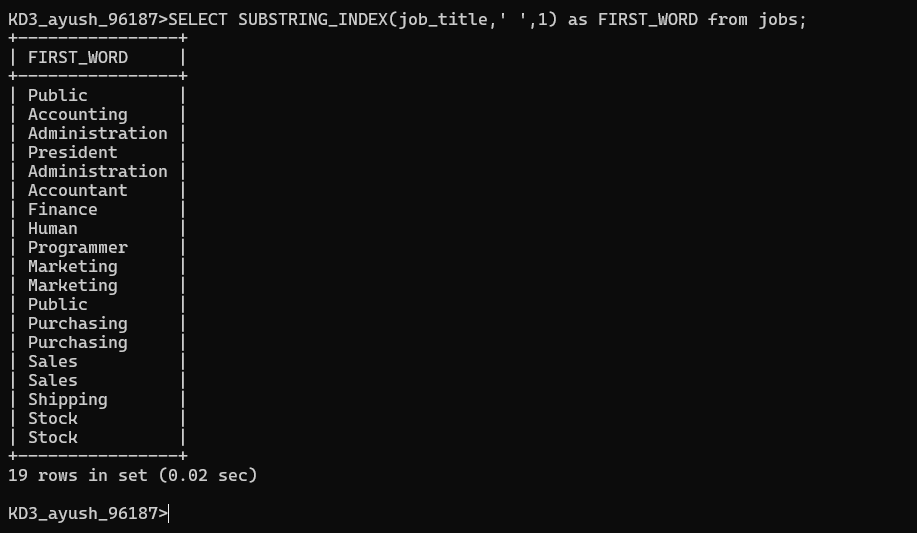 KD3_ayush_96187>SELECT SUBSTRING_INDEX(job_title,' ',1) as FIRST_WORD from jobs;
+----------------+
| FIRST_WORD     |
+----------------+
| Public         |
| Accounting     |
| Administration |
| President      |
| Administration |
| Accountant     |
| Finance        |
| Human          |
| Programmer     |
| Marketing      |
| Marketing      |
| Public         |
| Purchasing     |
| Purchasing     |
| Sales          |
| Sales          |
| Shipping       |
| Stock          |
| Stock          |
+----------------+
19 rows in set (0.02 sec)
KD3_ayush_96187>